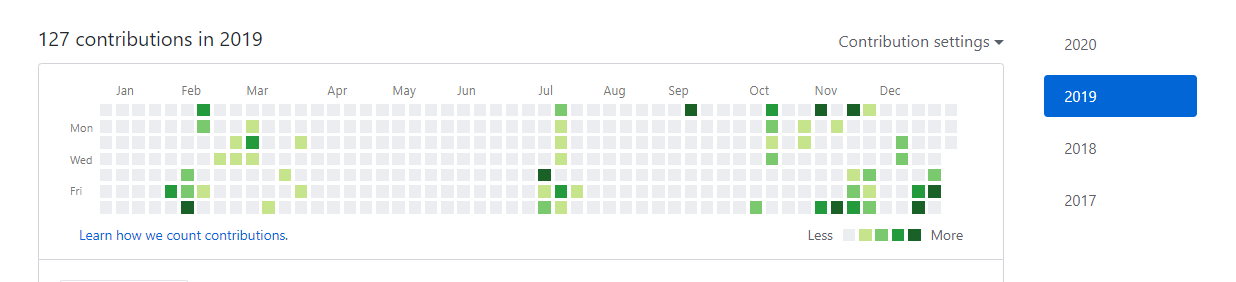 127 contributions in 2019
Contribution settings
2020
Jan Feb Mar Apr May Jun Jul Aug Sep Oct Nov Dec
2019
Mon
2018
Wed
Fri
2017
Learn how we count contributions.
Less More